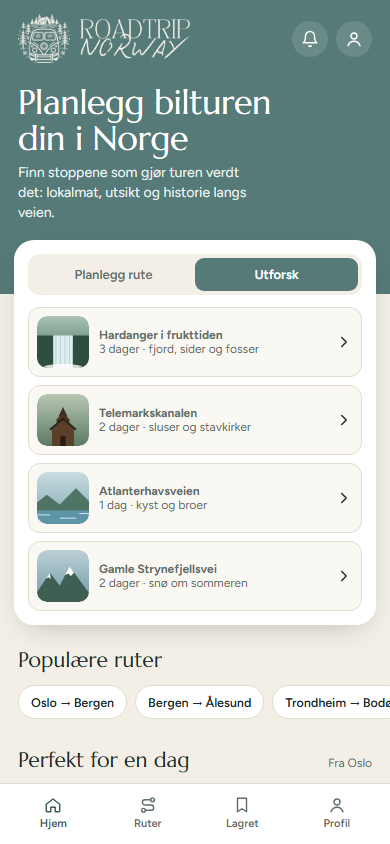 ROADTRIP
NORWAY
Planlegg bilturen
din i Norge
Finn stoppene som gjør turen verdt
det: lokalmat, utsikt og historie langs
veien.
Planlegg rute
Utforsk
Hardanger i frukttiden
3 dager · fjord, sider og fosser
Telemarkskanalen
2 dager · sluser og stavkirker
Atlanterhavsveien
1 dag · kyst og broer
Gamle Strynefjellsvei
2 dager · snø om sommeren
Populære ruter
Oslo → Bergen
Bergen → Ålesund
Trondheim → Bodø
Perfekt for en dag
Fra Oslo
Hjem
Ruter
Lagret
Profil